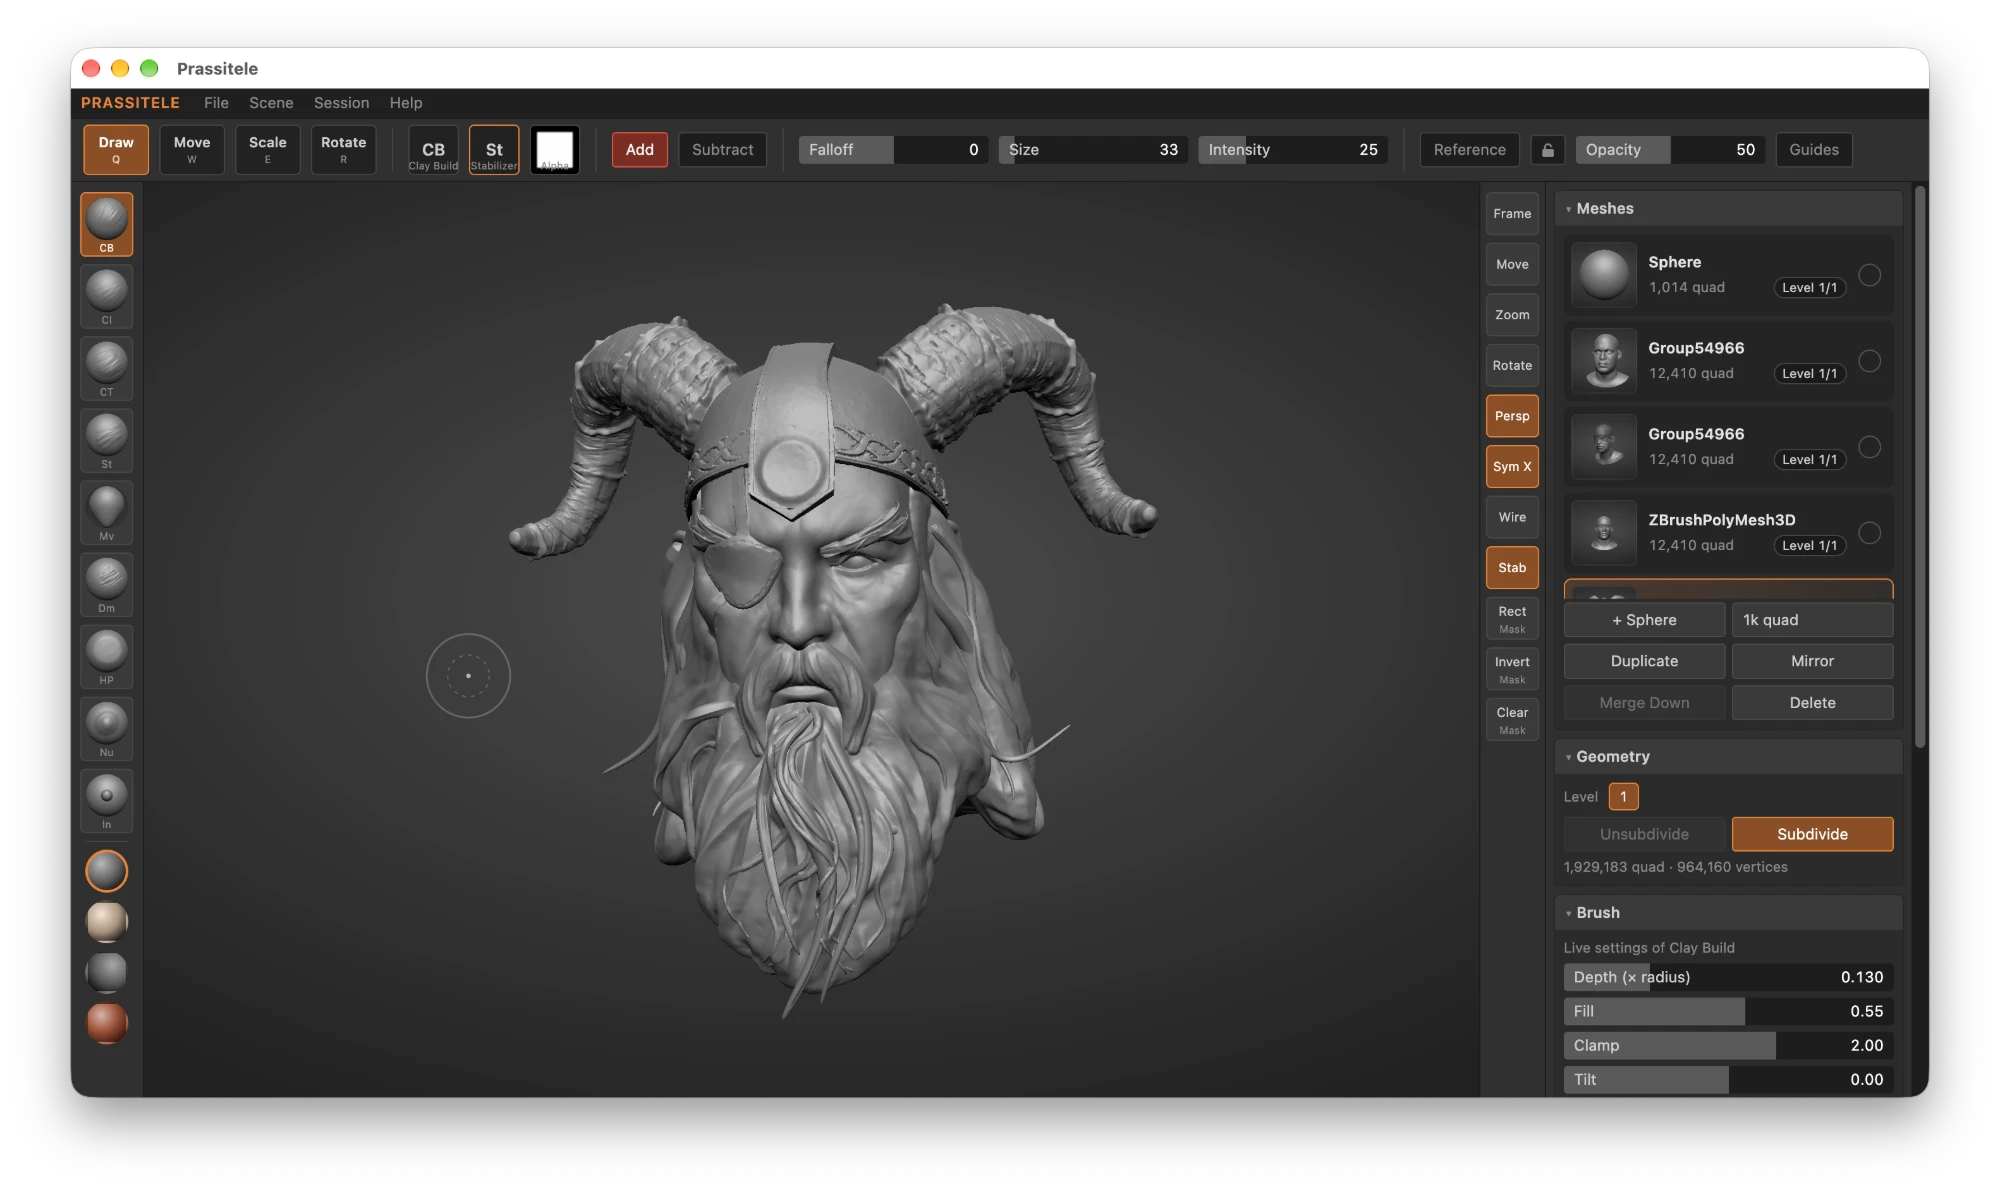 Prassitele
PRASSITELE File Scene Session Help
Draw
Q
Move
W
Scale
E
Rotate
R
CB
Clay Build
St
Stabilizer
Alpha
Add
Subtract
Falloff 0
Size 33
Intensity 25
Reference
Opacity 50
Guides
CB
Cl
CT
St
Mv
Dm
HP
Nu
In
Frame
Move
Zoom
Rotate
Persp
Sym X
Wire
Stab
Rect
Mask
Invert
Mask
Clear
Mask
Meshes
Sphere
1,014 quad Level 1/1
Group54966
12,410 quad Level 1/1
Group54966
12,410 quad Level 1/1
ZBrushPolyMesh3D
12,410 quad Level 1/1
+ Sphere 1k quad
Duplicate Mirror
Merge Down Delete
Geometry
Level 1
Unsubdivide Subdivide
1,929,183 quad · 964,160 vertices
Brush
Live settings of Clay Build
Depth (× radius) 0.130
Fill 0.55
Clamp 2.00
Tilt 0.00